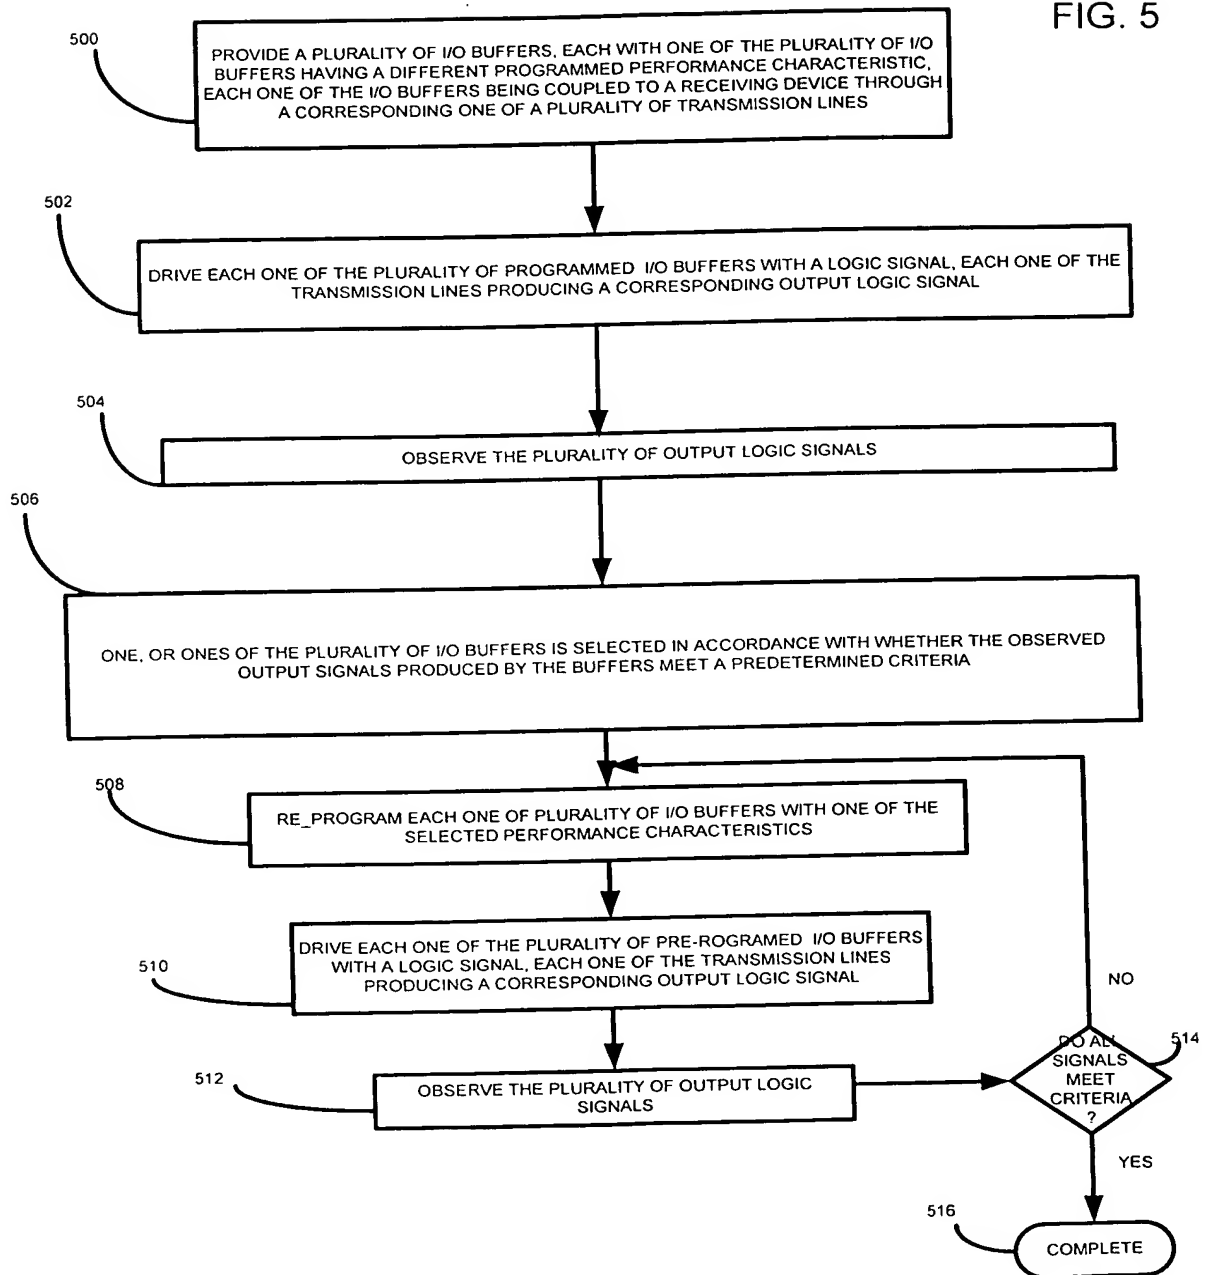 FIG. 5
500
PROVIDE A PLURALITY OF I/O BUFFERS, EACH WITH ONE OF THE PLURALITY OF I/O
BUFFERS HAVING A DIFFERENT PROGRAMMED PERFORMANCE CHARACTERISTIC,
EACH ONE OF THE I/O BUFFERS BEING COUPLED TO A RECEIVING DEVICE THROUGH
A CORRESPONDING ONE OF A PLURALITY OF TRANSMISSION LINES
502
DRIVE EACH ONE OF THE PLURALITY OF PROGRAMMED I/O BUFFERS WITH A LOGIC SIGNAL, EACH ONE OF THE
TRANSMISSION LINES PRODUCING A CORRESPONDING OUTPUT LOGIC SIGNAL
504
OBSERVE THE PLURALITY OF OUTPUT LOGIC SIGNALS
506
ONE, OR ONES OF THE PLURALITY OF I/O BUFFERS IS SELECTED IN ACCORDANCE WITH WHETHER THE OBSERVED
OUTPUT SIGNALS PRODUCED BY THE BUFFERS MEET A PREDETERMINED CRITERIA
508
RE_PROGRAM EACH ONE OF PLURALITY OF I/O BUFFERS WITH ONE OF THE
SELECTED PERFORMANCE CHARACTERISTICS
510
DRIVE EACH ONE OF THE PLURALITY OF PRE-ROGRAMED I/O BUFFERS
WITH A LOGIC SIGNAL, EACH ONE OF THE TRANSMISSION LINES
PRODUCING A CORRESPONDING OUTPUT LOGIC SIGNAL
NO
512
OBSERVE THE PLURALITY OF OUTPUT LOGIC
SIGNALS
514
DO ALL
SIGNALS
MEET
CRITERIA
?
YES
516
COMPLETE